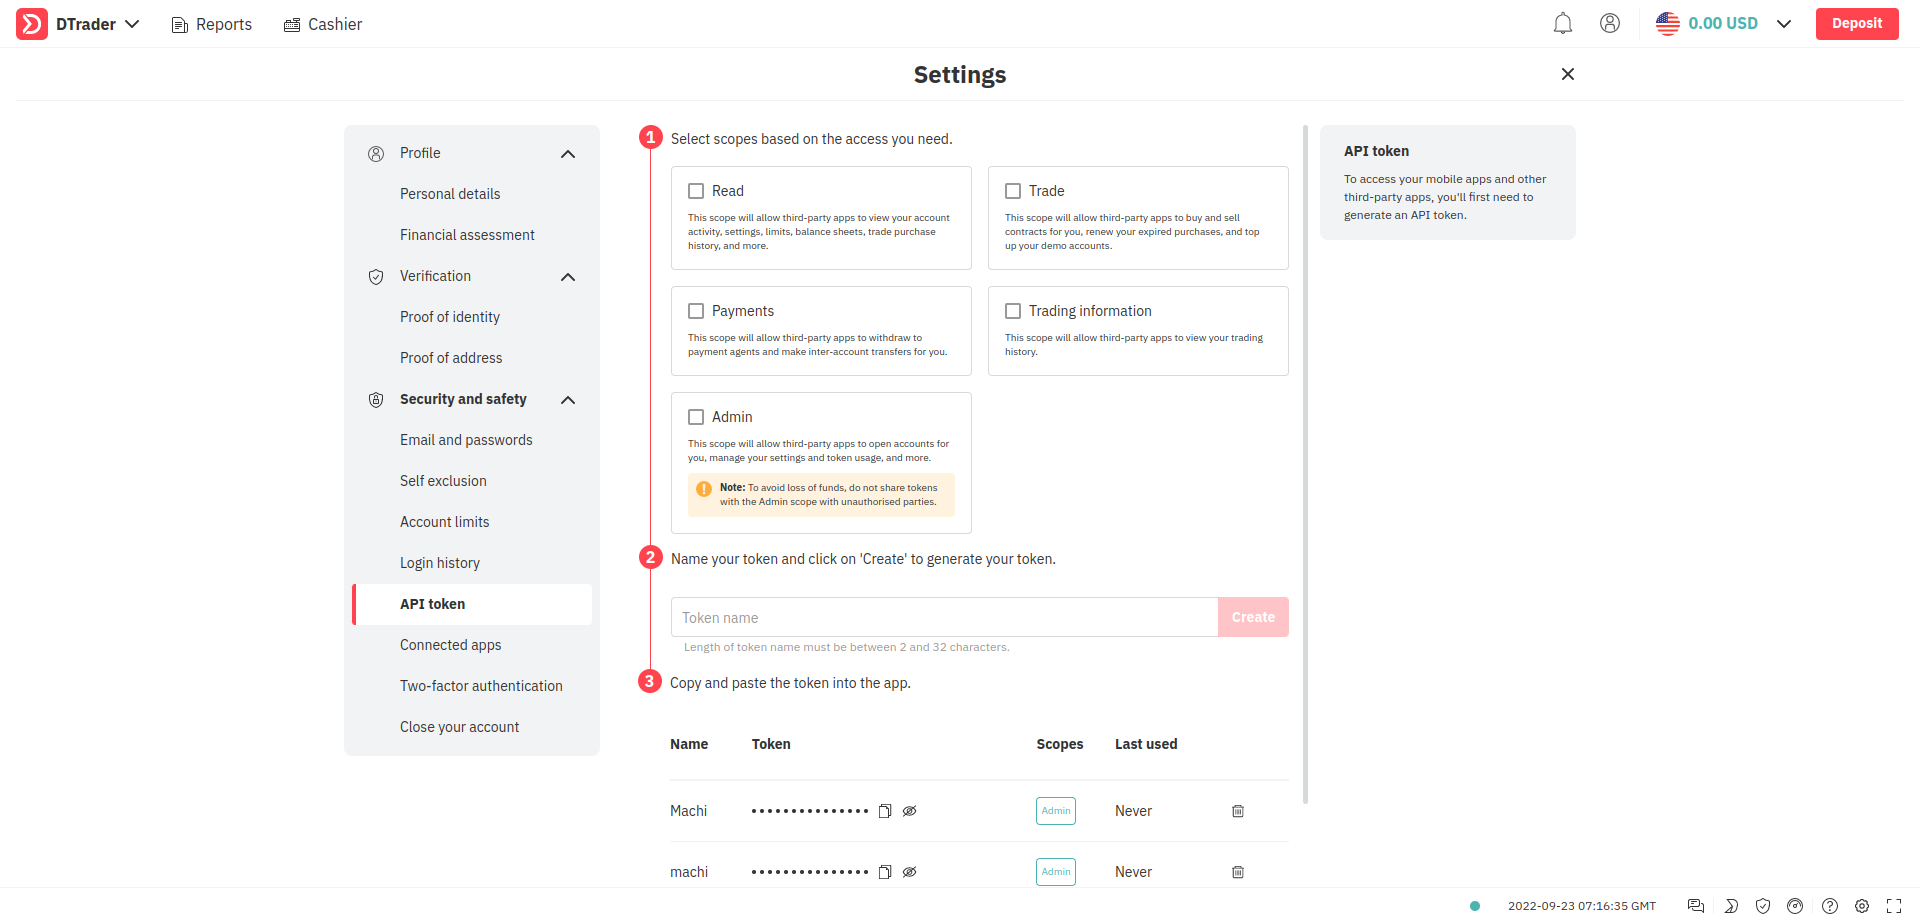 DTrader
Reports
Cashier
0.00 USD
Deposit
Settings
Profile
Personal details
Financial assessment
Verification
Proof of identity
Proof of address
Security and safety
Email and passwords
Self exclusion
Account limits
Login history
API token
Connected apps
Two-factor authentication
Close your account
1
Select scopes based on the access you need.
Read
This scope will allow third-party apps to view your account
activity, settings, limits, balance sheets, trade purchase
history, and more.
Trade
This scope will allow third-party apps to buy and sell
contracts for you, renew your expired purchases, and top
up your demo accounts.
Payments
This scope will allow third-party apps to withdraw to
payment agents and make inter-account transfers for you.
Trading information
This scope will allow third-party apps to view your trading
history.
Admin
This scope will allow third-party apps to open accounts for
you, manage your settings and token usage, and more.
Note: To avoid loss of funds, do not share tokens
with the Admin scope with unauthorised parties.
2
Name your token and click on 'Create' to generate your token.
Token name
Create
Length of token name must be between 2 and 32 characters.
3
Copy and paste the token into the app.
Name Token Scopes Last used
Machi Admin Never
machi Admin Never
API token
To access your mobile apps and other
third-party apps, you'll first need to
generate an API token.
2022-09-23 07:16:35 GMT